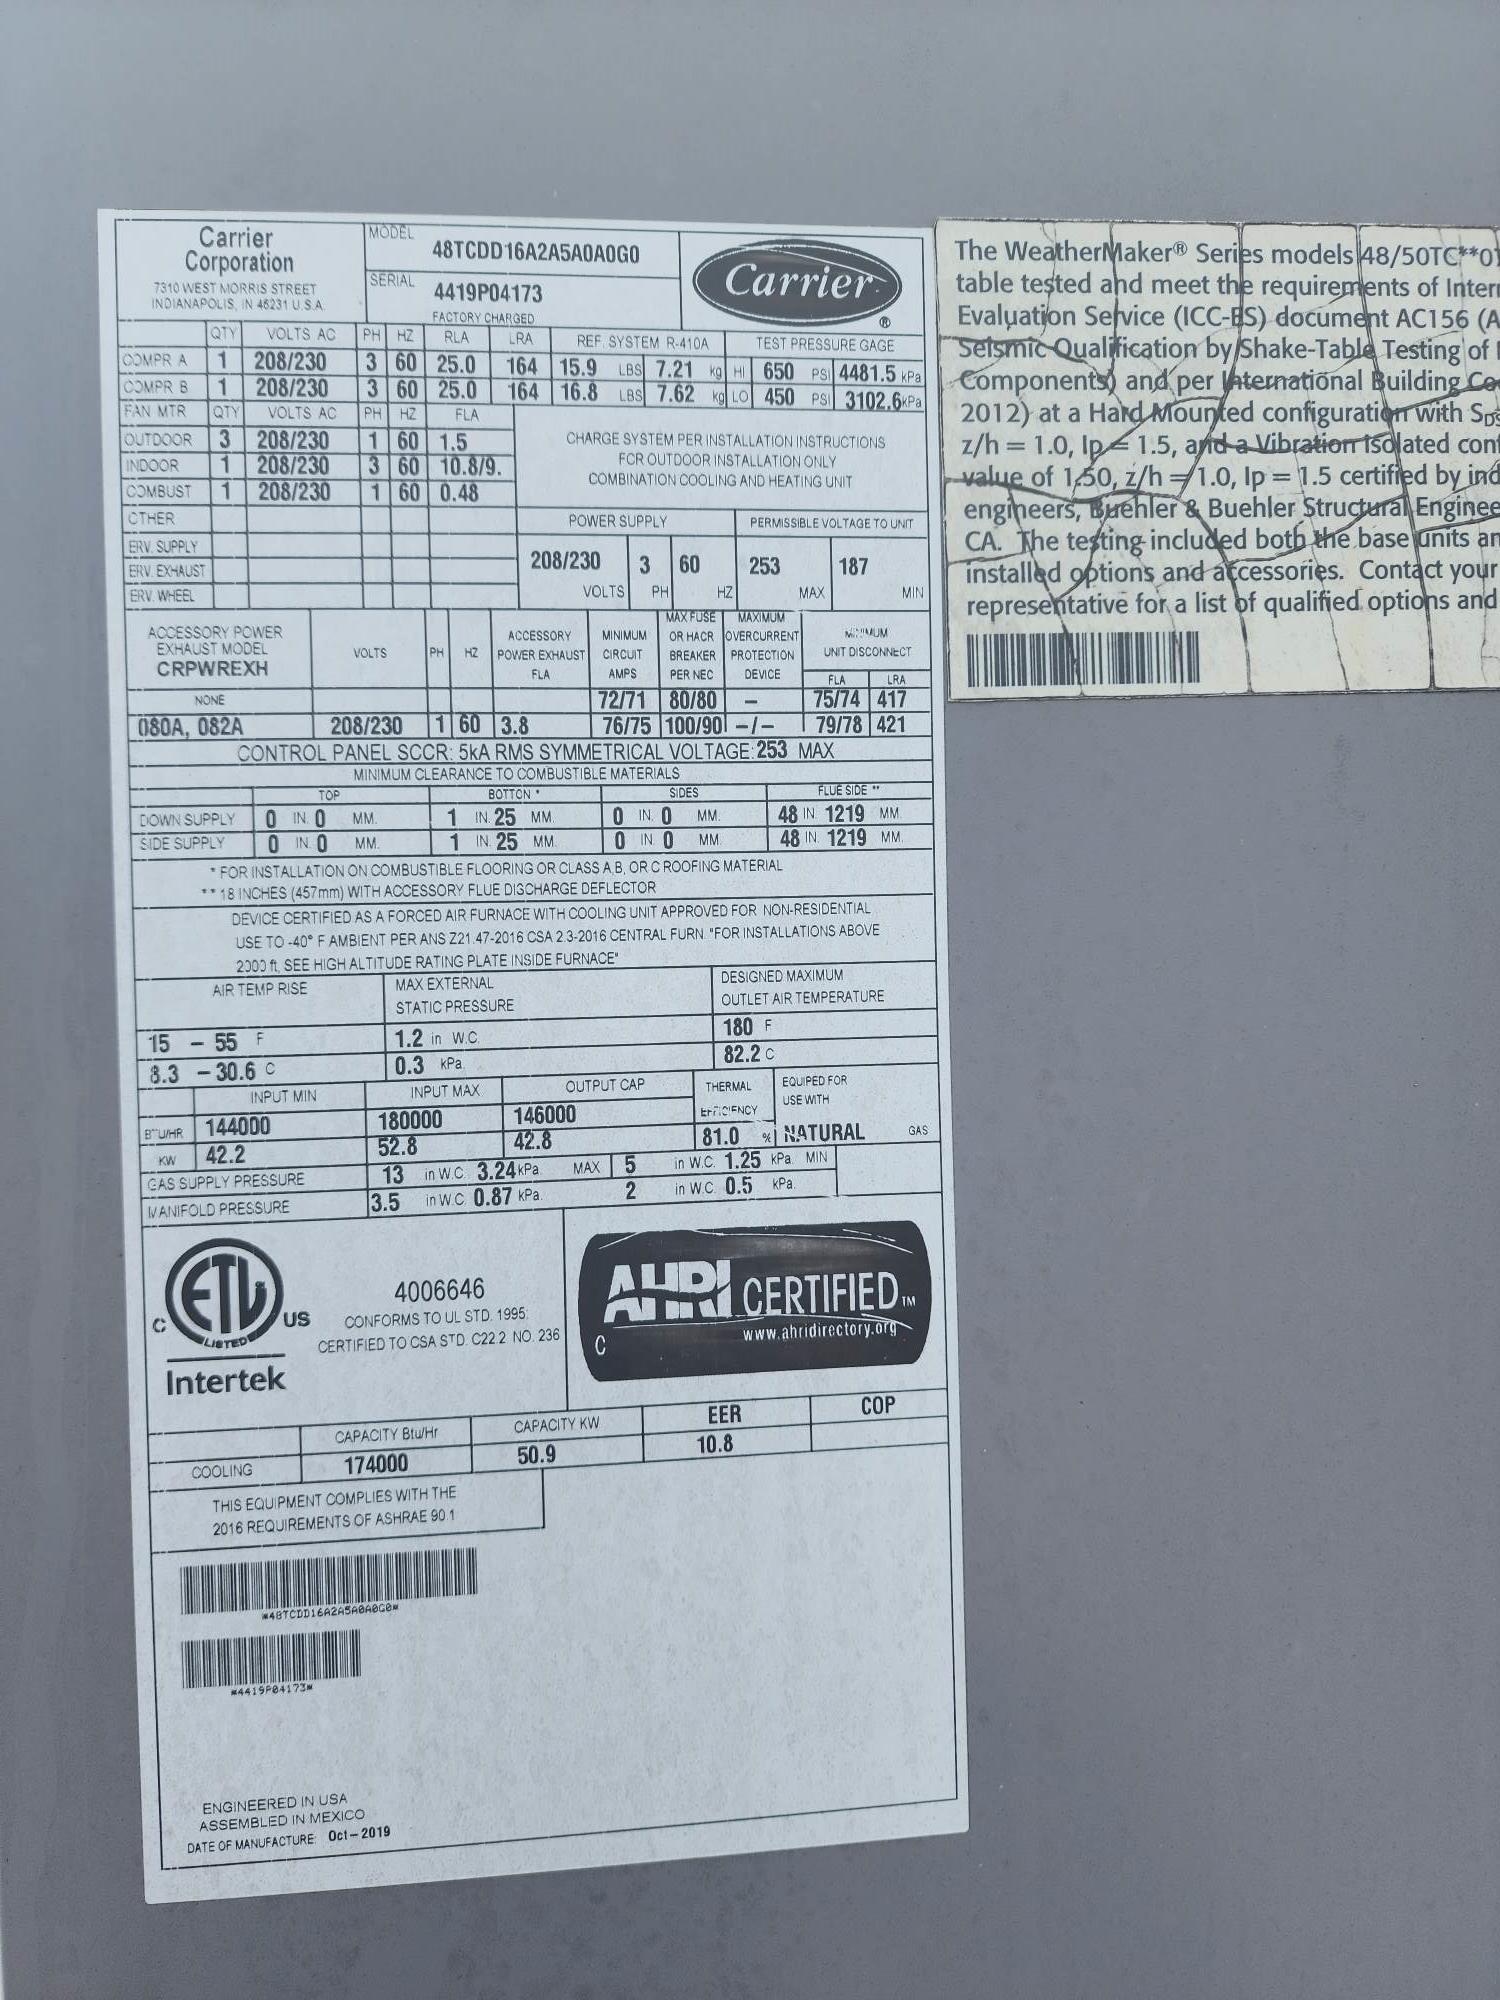 Carrier
Corporation
7310 WEST MORRIS STREET
INDIANAPOLIS, IN 46231 U.S.A.
MODEL 48TCDD16A2A5A0A0G0
SERIAL 4419P04173
FACTORY CHARGED
Carrier ®
QTY VOLTS AC PH HZ RLA LRA REF. SYSTEM R-410A TEST PRESSURE GAGE
COMPR A 1 208/230 3 60 25.0 164 15.9 LBS 7.21 kg HI 650 PSI 4481.5 kPa
COMPR B 1 208/230 3 60 25.0 164 16.8 LBS 7.62 kg LO 450 PSI 3102.6 kPa
FAN MTR QTY VOLTS AC PH HZ FLA
OUTDOOR 3 208/230 1 60 1.5
INDOOR 1 208/230 3 60 10.8/9.
COMBUST 1 208/230 1 60 0.48
CHARGE SYSTEM PER INSTALLATION INSTRUCTIONS
FOR OUTDOOR INSTALLATION ONLY
COMBINATION COOLING AND HEATING UNIT
OTHER
ERV. SUPPLY
ERV. EXHAUST
ERV. WHEEL
POWER SUPPLY PERMISSIBLE VOLTAGE TO UNIT
208/230 3 60 253 187
VOLTS PH HZ MAX MIN
ACCESSORY POWER
EXHAUST MODEL
CRPWREXH
VOLTS PH HZ
ACCESSORY
POWER EXHAUST
FLA
MINIMUM
CIRCUIT
AMPS
MAX FUSE
OR HACR
BREAKER
PER NEC
MAXIMUM
OVERCURRENT
PROTECTION
DEVICE
MINIMUM
UNIT DISCONNECT
FLA LRA
NONE 72/71 80/80 – 75/74 417
080A, 082A 208/230 1 60 3.8 76/75 100/90 –/– 79/78 421
CONTROL PANEL SCCR: 5kA RMS SYMMETRICAL VOLTAGE: 253 MAX
MINIMUM CLEARANCE TO COMBUSTIBLE MATERIALS
TOP BOTTOM * SIDES FLUE SIDE **
DOWN SUPPLY 0 IN. 0 MM. 1 IN. 25 MM. 0 IN. 0 MM. 48 IN. 1219 MM.
SIDE SUPPLY 0 IN. 0 MM. 1 IN. 25 MM. 0 IN. 0 MM. 48 IN. 1219 MM.
* FOR INSTALLATION ON COMBUSTIBLE FLOORING OR CLASS A,B, OR C ROOFING MATERIAL
** 18 INCHES (457mm) WITH ACCESSORY FLUE DISCHARGE DEFLECTOR
DEVICE CERTIFIED AS A FORCED AIR FURNACE WITH COOLING UNIT APPROVED FOR NON-RESIDENTIAL
USE TO -40° F AMBIENT PER ANS Z21.47-2016 CSA 2.3-2016 CENTRAL FURN. "FOR INSTALLATIONS ABOVE
2000 ft, SEE HIGH ALTITUDE RATING PLATE INSIDE FURNACE"
AIR TEMP RISE
15 – 55 F
8.3 – 30.6 C
MAX EXTERNAL
STATIC PRESSURE
1.2 in W.C.
0.3 kPa
DESIGNED MAXIMUM
OUTLET AIR TEMPERATURE
180 F
82.2 C
INPUT MIN INPUT MAX OUTPUT CAP THERMAL EFFICIENCY EQUIPED FOR USE WITH
BTU/HR 144000 180000 146000 81.0 % NATURAL GAS
KW 42.2 52.8 42.8
GAS SUPPLY PRESSURE 13 in W.C. 3.24 kPa. MAX 5 in W.C. 1.25 kPa. MIN
MANIFOLD PRESSURE 3.5 in W.C. 0.87 kPa. 2 in W.C. 0.5 kPa.
C ETL US
LISTED
Intertek
4006646
CONFORMS TO UL STD. 1995:
CERTIFIED TO CSA STD. C22.2 NO. 236
AHRI CERTIFIED™
www.ahridirectory.org
C
CAPACITY Btu/Hr CAPACITY KW EER COP
COOLING 174000 50.9 10.8
THIS EQUIPMENT COMPLIES WITH THE
2016 REQUIREMENTS OF ASHRAE 90.1
*48TCDD16A2A5A0A0G0*
*4419P04173*
ENGINEERED IN USA
ASSEMBLED IN MEXICO
DATE OF MANUFACTURE: Oct–2019
The WeatherMaker® Series models 48/50TC**0
table tested and meet the requirements of Inter
Evaluation Service (ICC-ES) document AC156 (A
Seismic Qualification by Shake-Table Testing of
Components) and per International Building Co
2012) at a Hard Mounted configuration with SDS
z/h = 1.0, Ip = 1.5, and a Vibration Isolated con
value of 1.50, z/h = 1.0, Ip = 1.5 certified by ind
engineers, Buehler & Buehler Structural Enginee
CA. The testing included both the base units an
installed options and accessories. Contact your
representative for a list of qualified options and